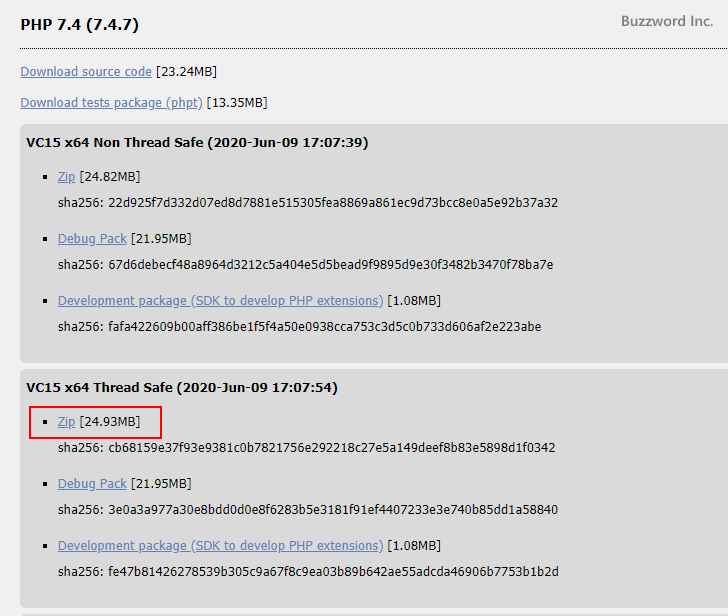 PHP 7.4 (7.4.7)
Buzzword Inc.
Download source code [23.24MB]
Download tests package (phpt) [13.35MB]
VC15 x64 Non Thread Safe (2020-Jun-09 17:07:39)
Zip [24.82MB]
sha256: 22d925f7d332d07ed8d7881e515305fea8869a861ec9d73bcc8e0a5e92b37a32
Debug Pack [21.95MB]
sha256: 67d6debecf48a8964d3212c5a404e5d5bead9f9895d9e30f3482b3470f78ba7e
Development package (SDK to develop PHP extensions) [1.08MB]
sha256: fafa422609b00aff386be1f5f4a50e0938cca753c3d5c0b733d606af2e223abe
VC15 x64 Thread Safe (2020-Jun-09 17:07:54)
Zip [24.93MB]
sha256: cb68159e37f93e9381c0b7821756e292218c27e5a149deef8b83e5898d1f0342
Debug Pack [21.95MB]
sha256: 3e0a3a977a30e8bdd0d0e8f6283b5e3181f91ef4407233e3e740b85dd1a58840
Development package (SDK to develop PHP extensions) [1.08MB]
sha256: fe47b81426278539b305c9a67f8c9ea03b89b642ae55adcda46906b7753b1b2d